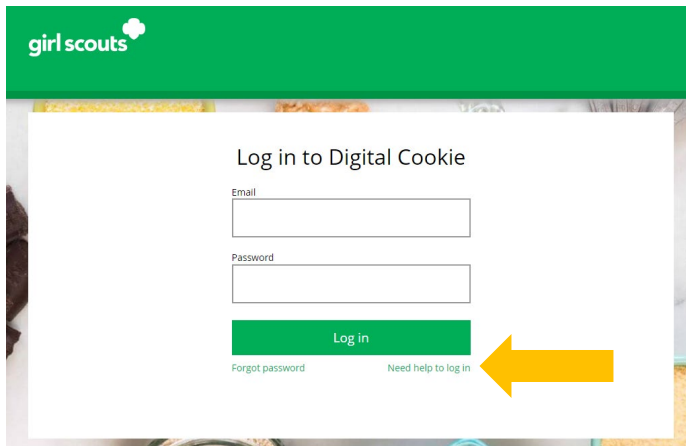 girl scouts
Log in to Digital Cookie
Email
Password
Log in
Forgot password Need help to log in